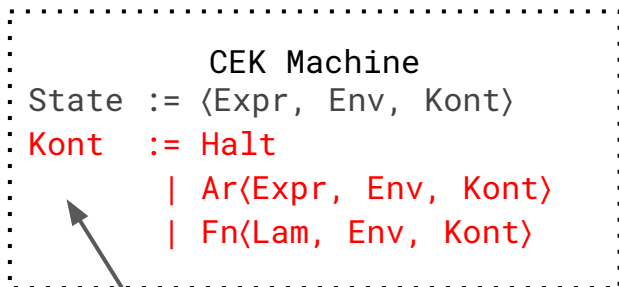 CEK Machine
State := ⟨Expr, Env, Kont⟩
Kont := Halt
| Ar⟨Expr, Env, Kont⟩
| Fn⟨Lam, Env, Kont⟩